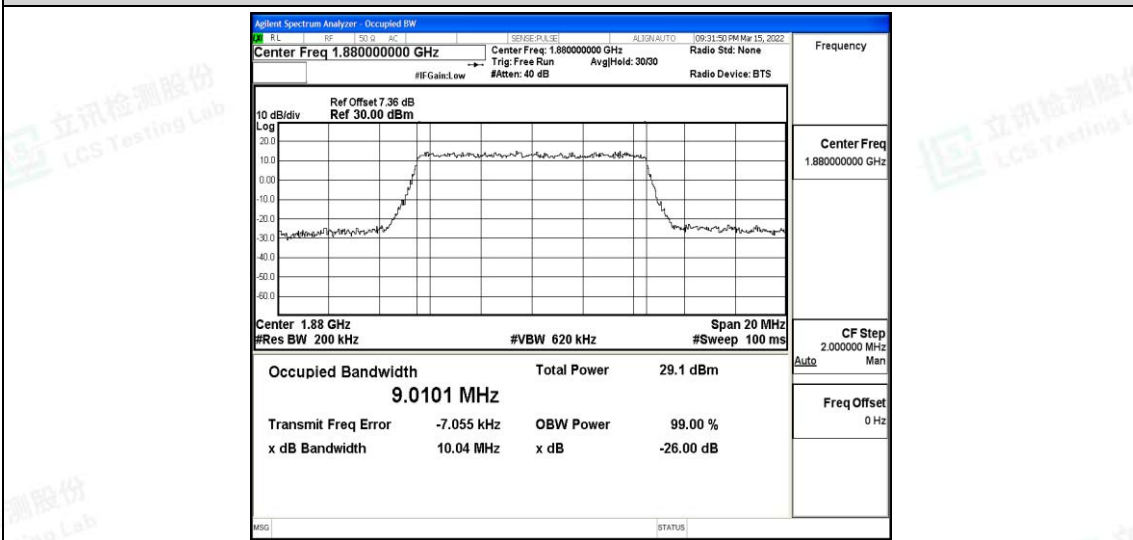 Agilent Spectrum Analyzer - Occupied BW
RL RF 50 Ω AC SENSE:PULSE ALIGNAUTO 09:31:50 PM Mar 15, 2022
Center Freq 1.880000000 GHz Center Freq: 1.880000000 GHz Radio Std: None Frequency
Trig: Free Run Avg|Hold: 30/30
#IFGain:Low #Atten: 40 dB Radio Device: BTS
Ref Offset 7.36 dB
10 dB/div Ref 30.00 dBm
Log
20.0
10.0
0.00
-10.0
-20.0
-30.0
-40.0
-50.0
-60.0
Center Freq
1.880000000 GHz
Center 1.88 GHz Span 20 MHz
#Res BW 200 kHz #VBW 620 kHz #Sweep 100 ms
CF Step
2.000000 MHz
Auto Man
Occupied Bandwidth Total Power 29.1 dBm
9.0101 MHz
Freq Offset
0 Hz
Transmit Freq Error -7.055 kHz OBW Power 99.00 %
x dB Bandwidth 10.04 MHz x dB -26.00 dB
MSG STATUS
立讯检测股份
LCS Testing Lab
立讯检测股份
LCS Testing L
测股份
ing Lab